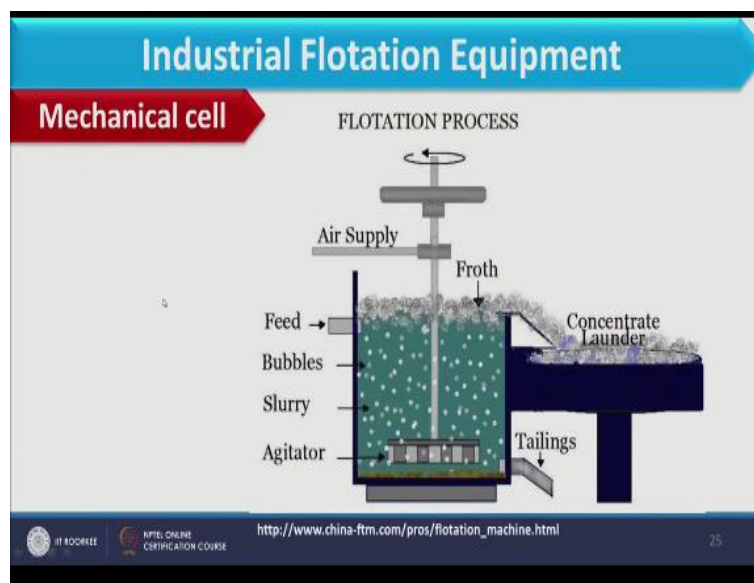 Industrial Flotation Equipment
Mechanical cell
FLOTATION PROCESS
Air Supply
Froth
Feed
Concentrate
Launder
Bubbles
Slurry
Agitator
Tailings
IIT ROORKEE
NPTEL ONLINE
CERTIFICATION COURSE
http://www.china-ftm.com/pros/flotation_machine.html
25